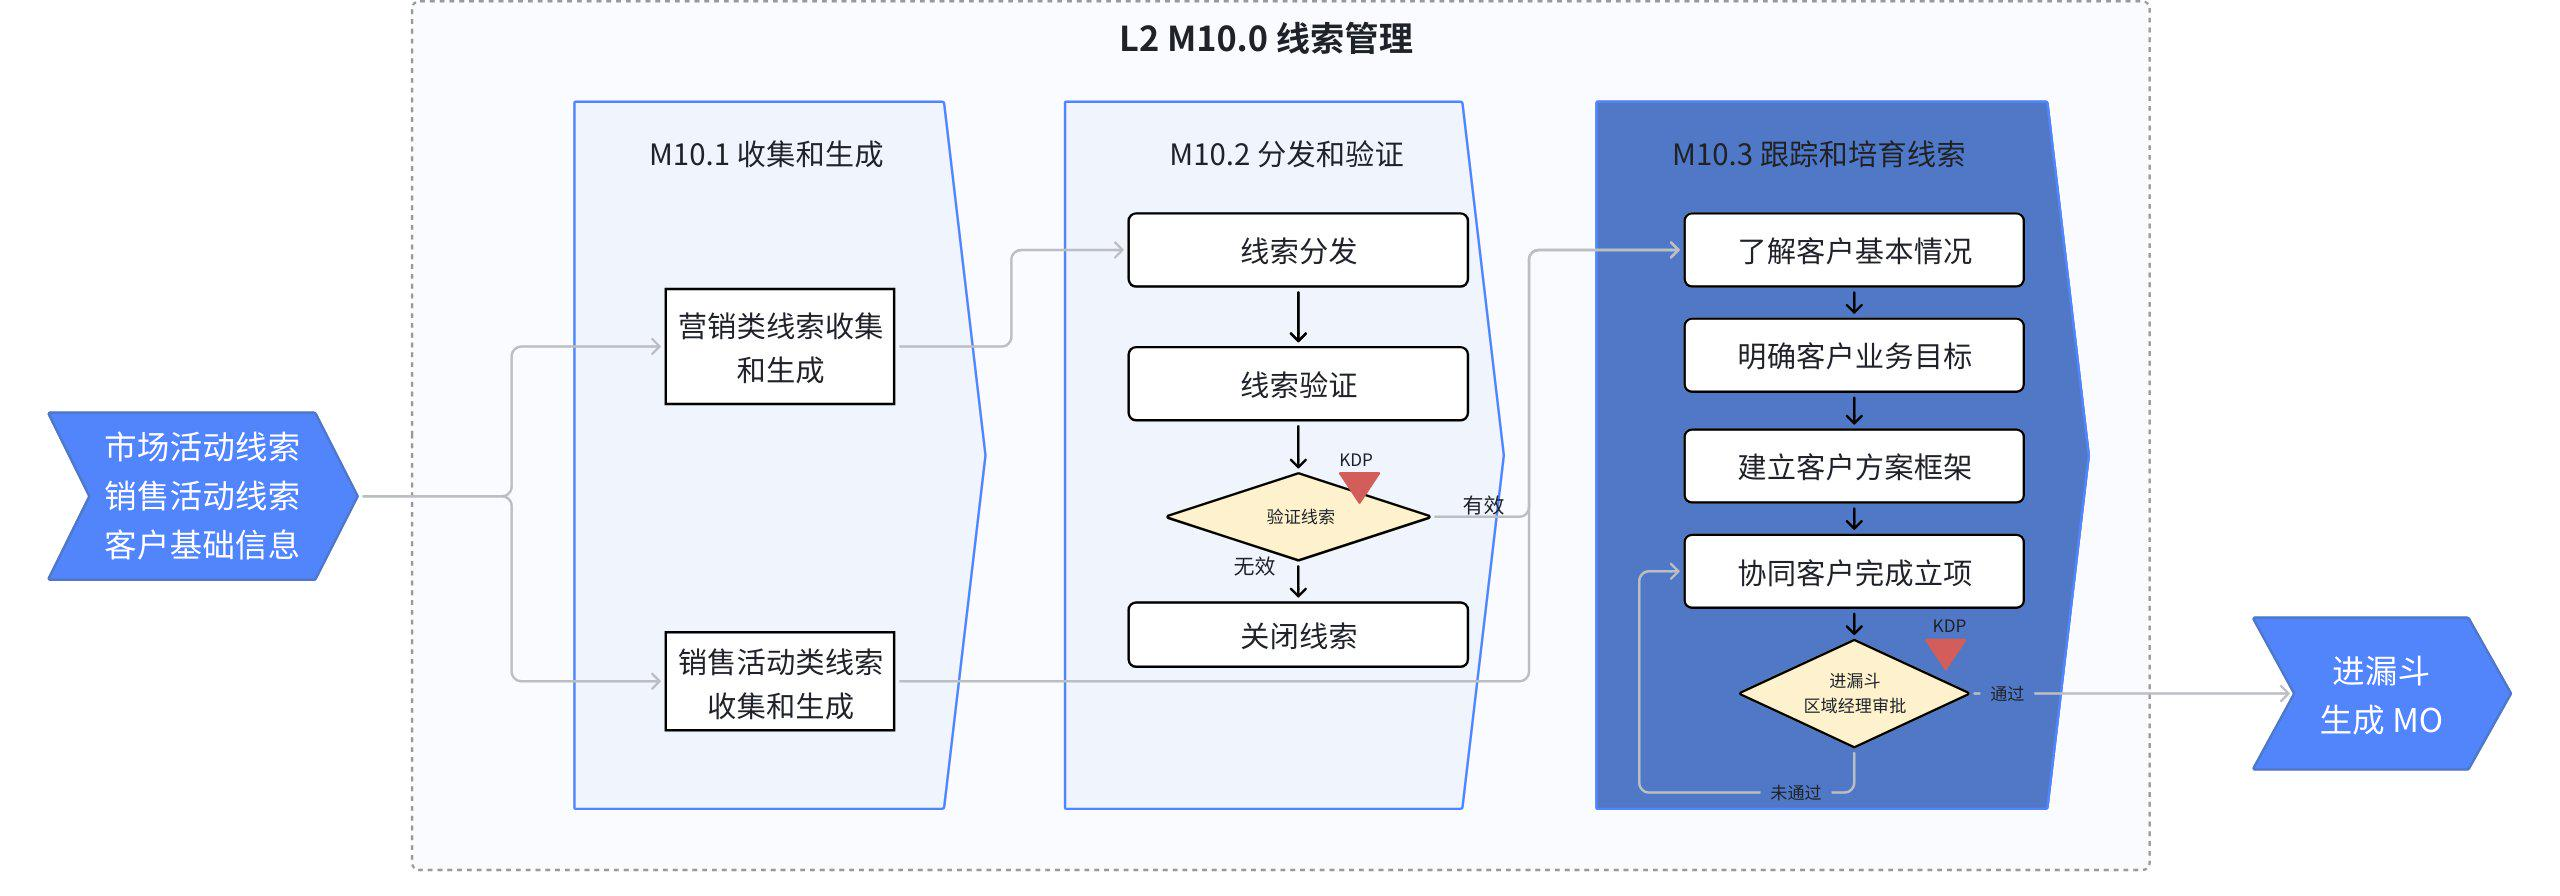 L2 M10.0 线索管理
市场活动线索
销售活动线索
客户基础信息
M10.1 收集和生成
营销类线索收集
和生成
销售活动类线索
收集和生成
M10.2 分发和验证
线索分发
线索验证
KDP
验证线索
有效
无效
关闭线索
M10.3 跟踪和培育线索
了解客户基本情况
明确客户业务目标
建立客户方案框架
协同客户完成立项
KDP
进漏斗
区域经理审批
通过
未通过
进漏斗
生成 MO